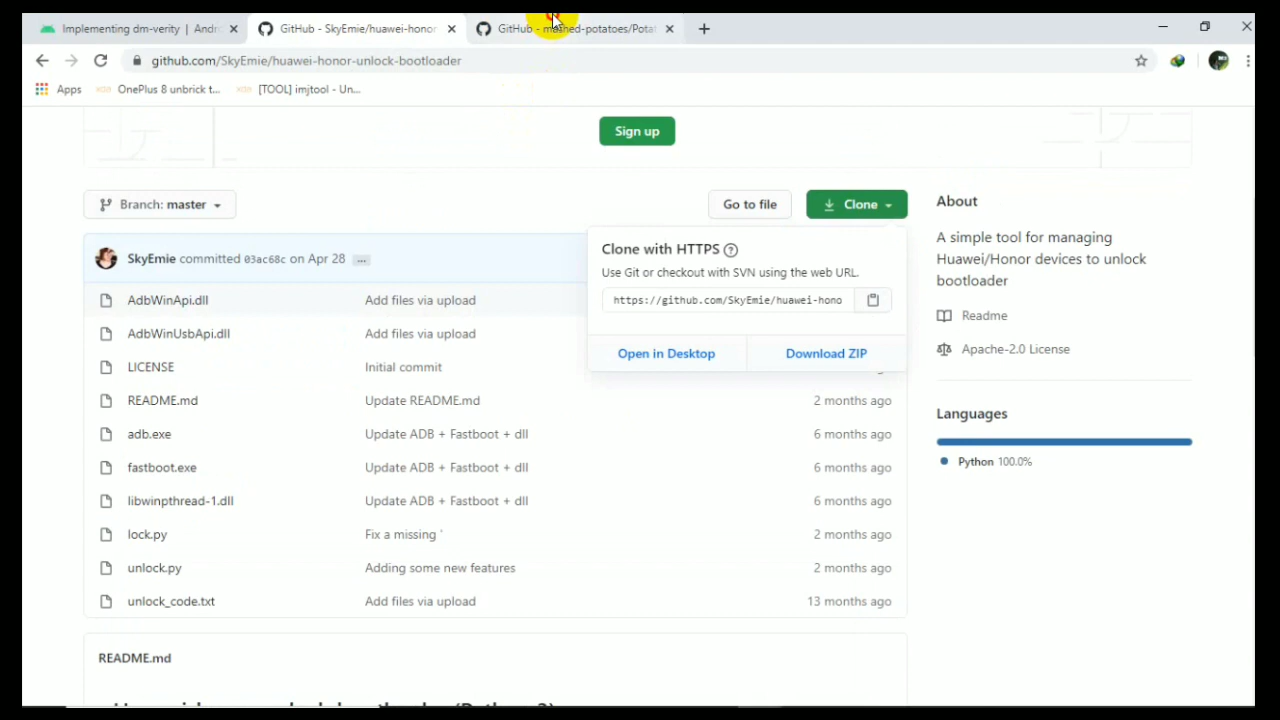 Implementing dm-verity | Andr
GitHub - SkyEmie/huawei-honor
GitHub - mashed-potatoes/Potat
github.com/SkyEmie/huawei-honor-unlock-bootloader
Apps
OnePlus 8 unbrick t...
[TOOL] imjtool - Un...
Sign up
Branch: master
Go to file
Clone
Clone with HTTPS
Use Git or checkout with SVN using the web URL.
https://github.com/SkyEmie/huawei-hono
Open in Desktop
Download ZIP
SkyEmie committed 03ac68c on Apr 28 ...
AdbWinApi.dll Add files via upload
AdbWinUsbApi.dll Add files via upload
LICENSE Initial commit
README.md Update README.md 2 months ago
adb.exe Update ADB + Fastboot + dll 6 months ago
fastboot.exe Update ADB + Fastboot + dll 6 months ago
libwinpthread-1.dll Update ADB + Fastboot + dll 6 months ago
lock.py Fix a missing ` 2 months ago
unlock.py Adding some new features 2 months ago
unlock_code.txt Add files via upload 13 months ago
About
A simple tool for managing
Huawei/Honor devices to unlock
bootloader
Readme
Apache-2.0 License
Languages
Python 100.0%
README.md